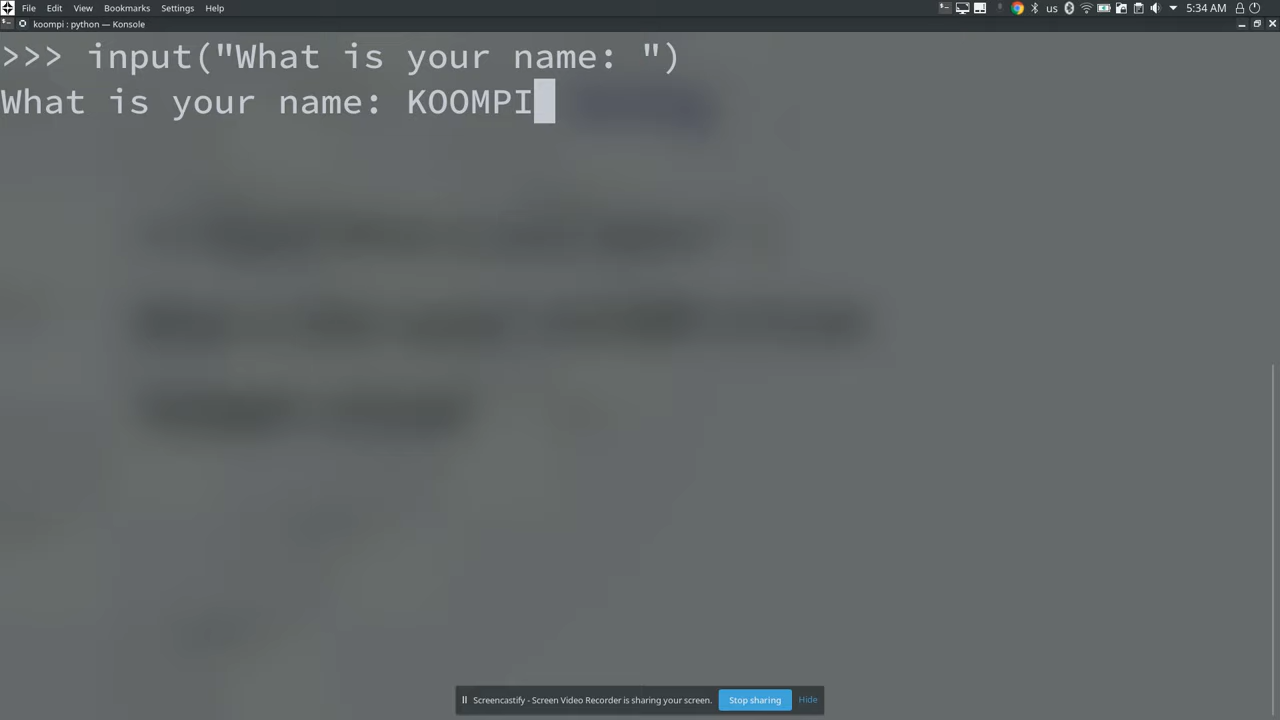 File Edit View Bookmarks Settings Help
us 5:34 AM
koompi : python — Konsole
>>> input("What is your name: ")
What is your name: KOOMPI
Screencastify - Screen Video Recorder is sharing your screen. Stop sharing Hide